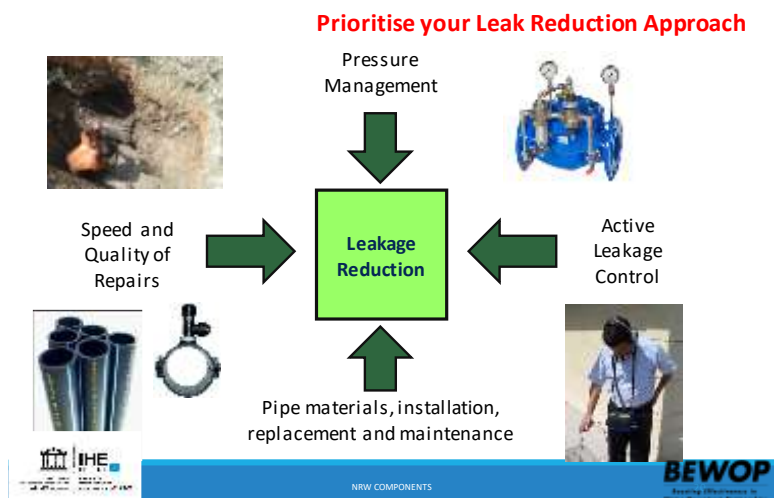 Prioritise your Leak Reduction Approach
Pressure
Management
Speed and
Quality of
Repairs
Leakage
Reduction
Active
Leakage
Control
Pipe materials, installation,
replacement and maintenance
IHE
NRW COMPONENTS
BEWOP